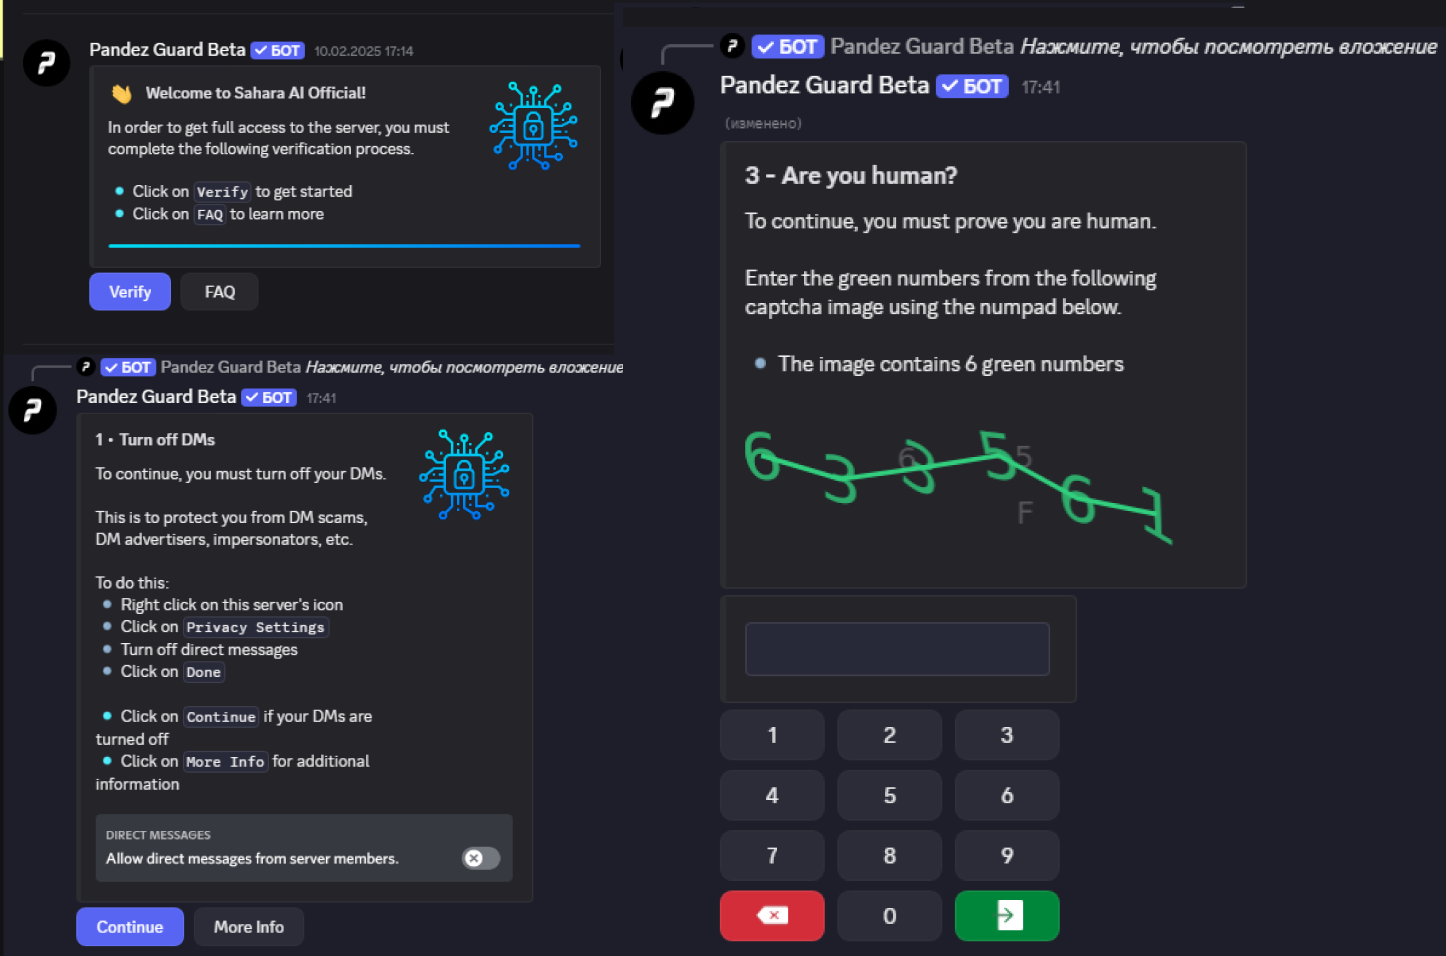 Pandez Guard Beta ✓ БОТ 10.02.2025 17:14
👋 Welcome to Sahara AI Official!
In order to get full access to the server, you must
complete the following verification process.
• Click on Verify to get started
• Click on FAQ to learn more
Verify FAQ
✓ БОТ Pandez Guard Beta Нажмите, чтобы посмотреть вложение
Pandez Guard Beta ✓ БОТ 17:41
1 • Turn off DMs
To continue, you must turn off your DMs.
This is to protect you from DM scams,
DM advertisers, impersonators, etc.
To do this:
• Right click on this server's icon
• Click on Privacy Settings
• Turn off direct messages
• Click on Done
• Click on Continue if your DMs are
turned off
• Click on More Info for additional
information
DIRECT MESSAGES
Allow direct messages from server members.
Continue More Info
✓ БОТ Pandez Guard Beta Нажмите, чтобы посмотреть вложение
Pandez Guard Beta ✓ БОТ 17:41
(изменено)
3 - Are you human?
To continue, you must prove you are human.
Enter the green numbers from the following
captcha image using the numpad below.
• The image contains 6 green numbers
6 3 6 3 5 5 6 1
F
1 2 3
4 5 6
7 8 9
0